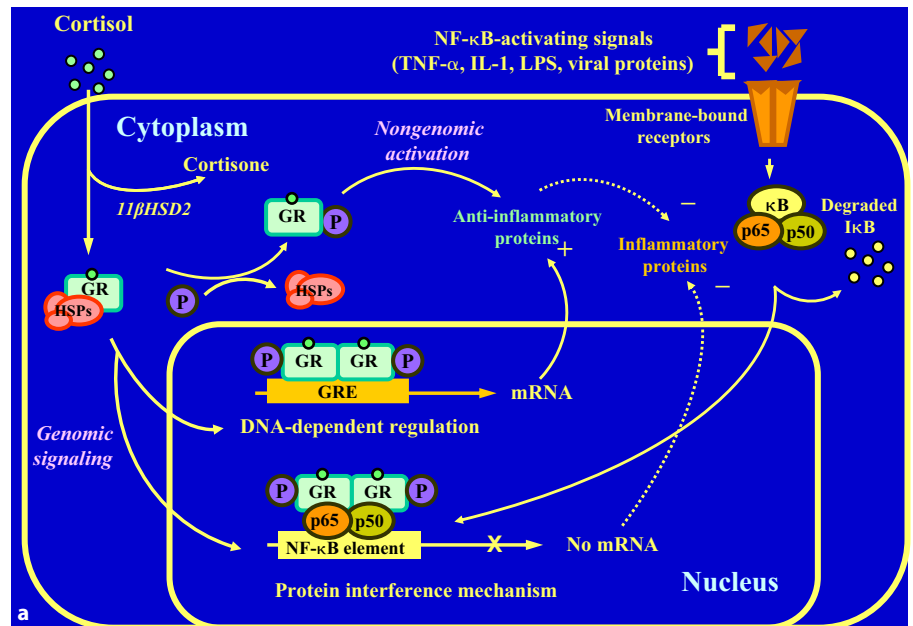 Cortisol
NF-κB-activating signals
(TNF-α, IL-1, LPS, viral proteins)
Cytoplasm
Nongenomic
activation
Membrane-bound
receptors
Cortisone
11βHSD2
GR
P
κB
p65
p50
Degraded
IκB
Anti-inflammatory
proteins
+
–
Inflammatory
proteins
–
GR
HSPs
P
HSPs
P
GR
GR
P
GRE
mRNA
DNA-dependent regulation
Genomic
signaling
P
GR
GR
P
p65
p50
NF-κB element
X
No mRNA
Protein interference mechanism
Nucleus
a